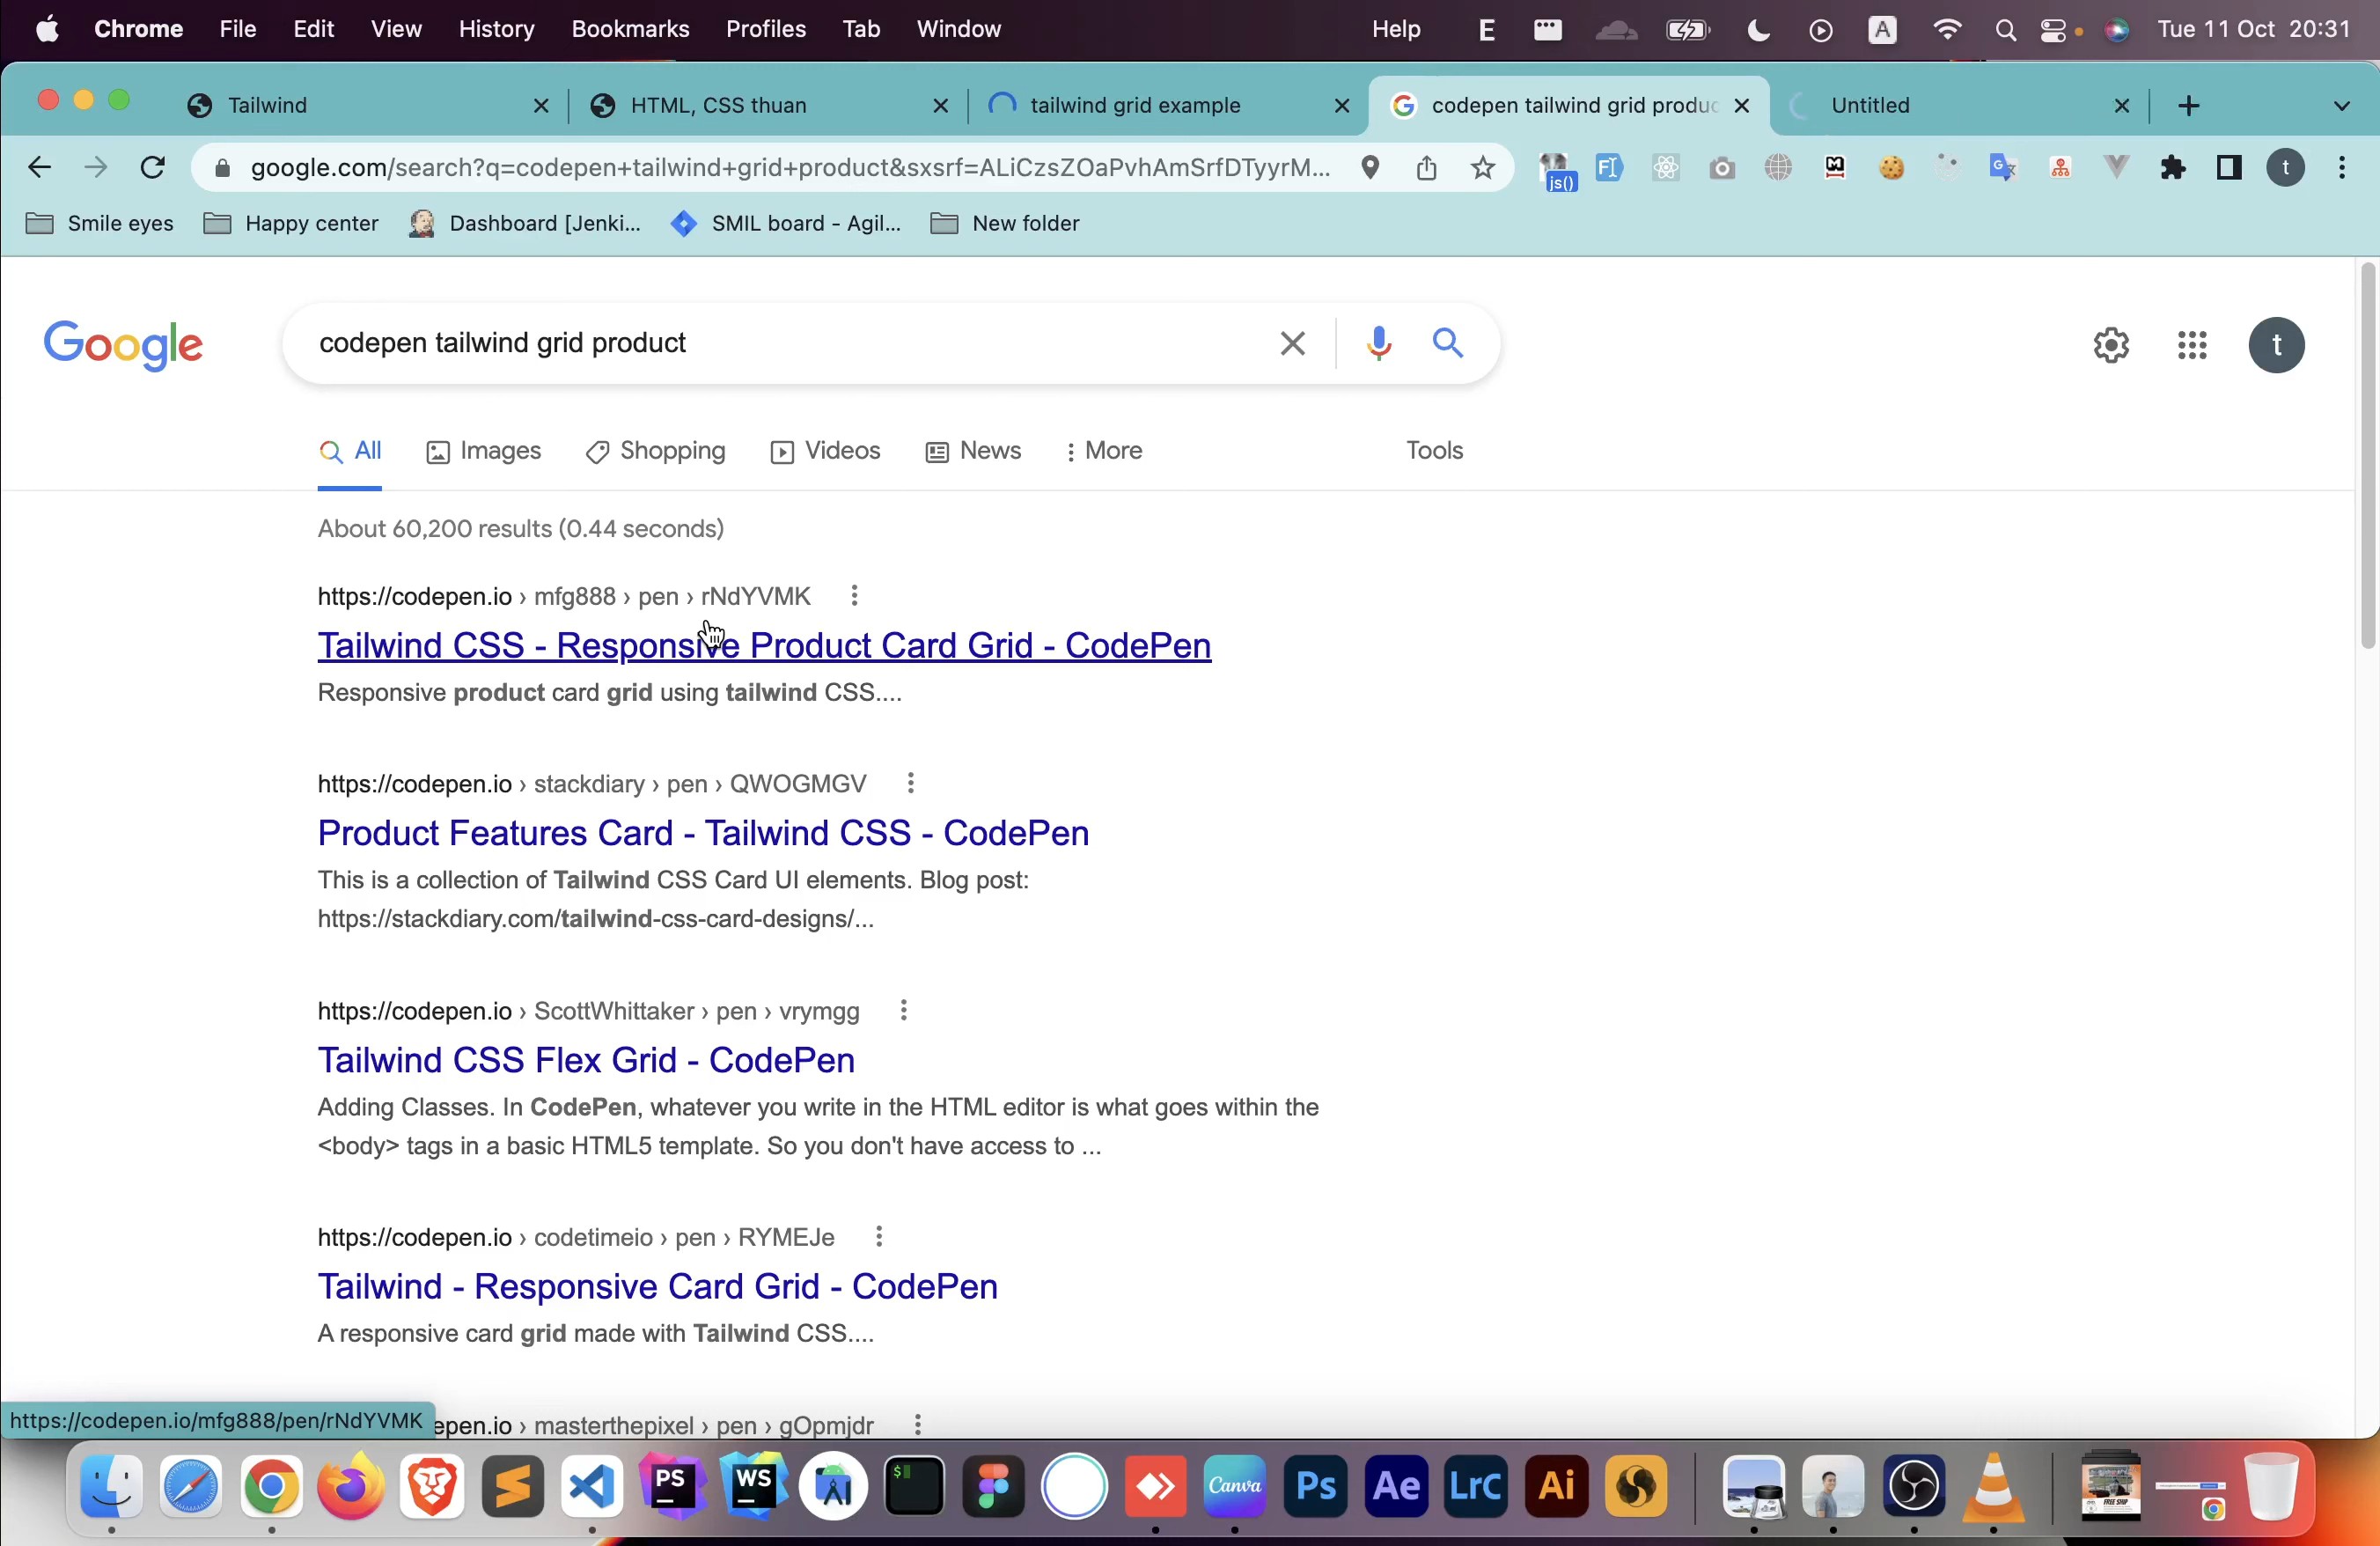 Chrome File Edit View History Bookmarks Profiles Tab Window Help E A Tue 11 Oct 20:31
Tailwind HTML, CSS thuan tailwind grid example codepen tailwind grid produc Untitled
google.com/search?q=codepen+tailwind+grid+product&sxsrf=ALiCzsZOaPvhAmSrfDTyyrM... js() t
Smile eyes Happy center Dashboard [Jenki... SMIL board - Agil... New folder
Google codepen tailwind grid product t
All Images Shopping Videos News More Tools
About 60,200 results (0.44 seconds)
https://codepen.io › mfg888 › pen › rNdYVMK
Tailwind CSS - Responsive Product Card Grid - CodePen
Responsive product card grid using tailwind CSS....
https://codepen.io › stackdiary › pen › QWOGMGV
Product Features Card - Tailwind CSS - CodePen
This is a collection of Tailwind CSS Card UI elements. Blog post:
https://stackdiary.com/tailwind-css-card-designs/...
https://codepen.io › ScottWhittaker › pen › vrymgg
Tailwind CSS Flex Grid - CodePen
Adding Classes. In CodePen, whatever you write in the HTML editor is what goes within the
<body> tags in a basic HTML5 template. So you don't have access to ...
https://codepen.io › codetimeio › pen › RYMEJe
Tailwind - Responsive Card Grid - CodePen
A responsive card grid made with Tailwind CSS....
https://codepen.io/mfg888/pen/rNdYVMK epen.io › masterthepixel › pen › gOpmjdr
PS WS Canva Ps Ae LrC Ai